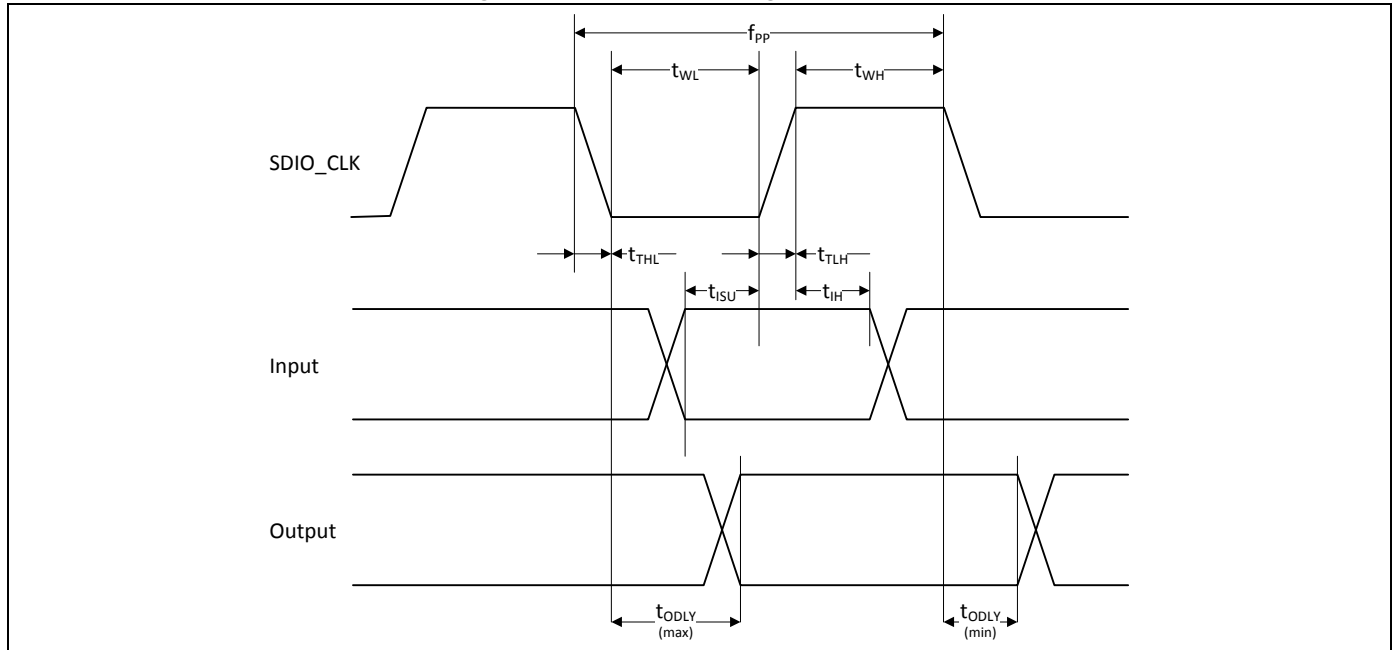 fPP
tWL
tWH
SDIO_CLK
tTHL
tTLH
tISU
tIH
Input
Output
tODLY
(max)
tODLY
(min)